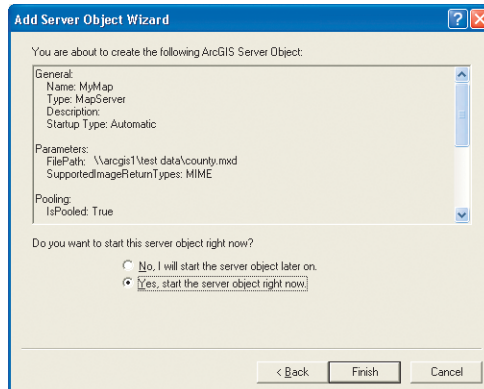 Add Server Object Wizard
You are about to create the following ArcGIS Server Object:
General:
Name: MyMap
Type: MapServer
Description:
Startup Type: Automatic
Parameters:
FilePath: \\arcgis1\test data\county.mxd
SupportedImageReturnTypes: MIME
Pooling:
IsPooled: True
Do you want to start this server object right now?
No, I will start the server object later on.
Yes, start the server object right now.
< Back Finish Cancel